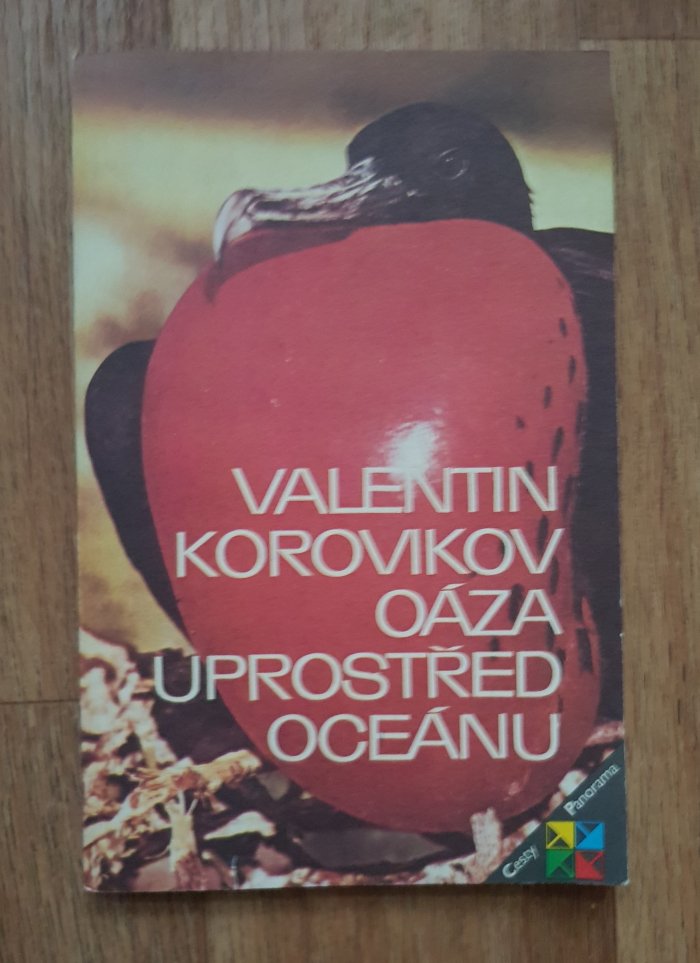 VALENTIN
KOROVIKOV
OÁZA
UPROSTŘED
OCEÁNU
Cesty
Panorama